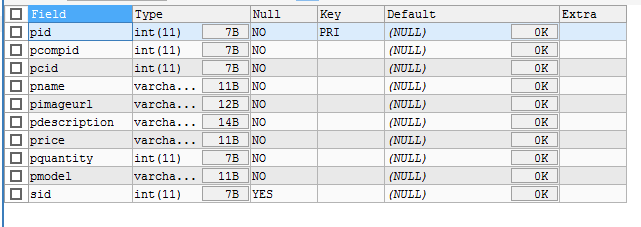 Field Type Null Key Default Extra
pid int(11) 7B NO PRI (NULL) 0K
pcompid int(11) 7B NO (NULL) 0K
pcid int(11) 7B NO (NULL) 0K
pname varcha... 11B NO (NULL) 0K
pimageurl varcha... 12B NO (NULL) 0K
pdescription varcha... 14B NO (NULL) 0K
price varcha... 11B NO (NULL) 0K
pquantity int(11) 7B NO (NULL) 0K
pmodel varcha... 11B NO (NULL) 0K
sid int(11) 7B YES (NULL) 0K